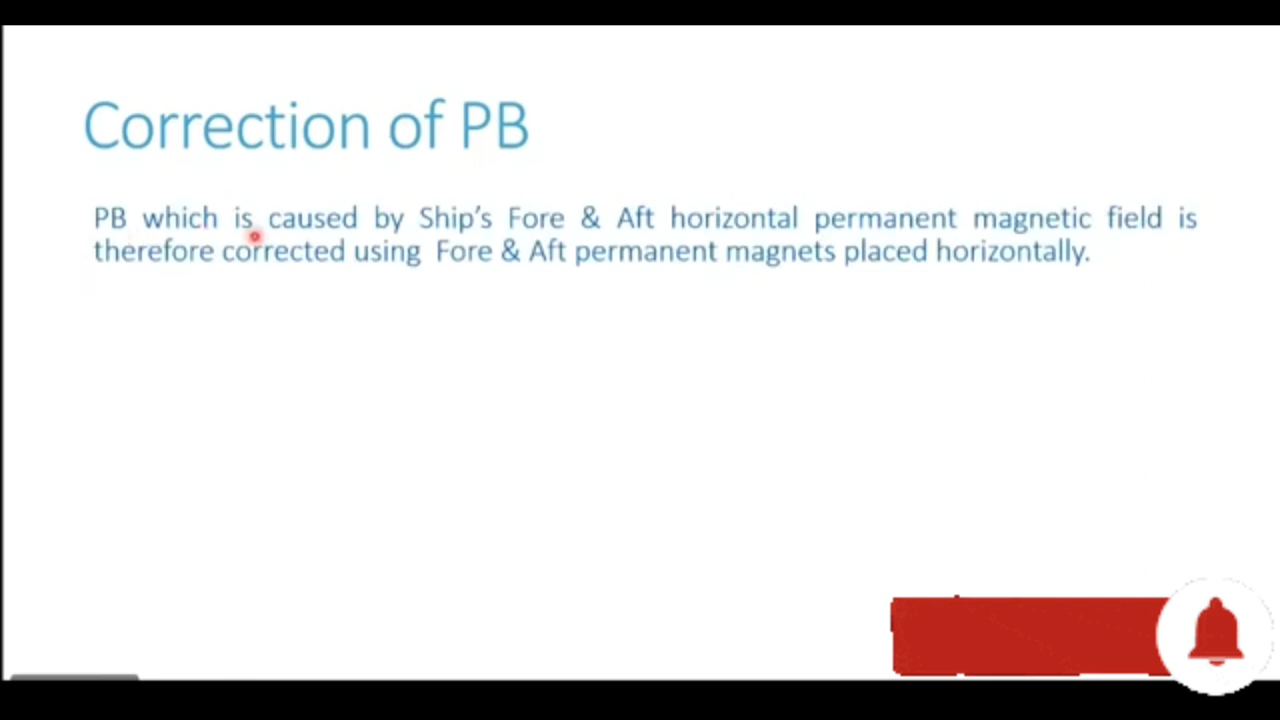 Correction of PB
PB which is caused by Ship's Fore & Aft horizontal permanent magnetic field is
therefore corrected using Fore & Aft permanent magnets placed horizontally.